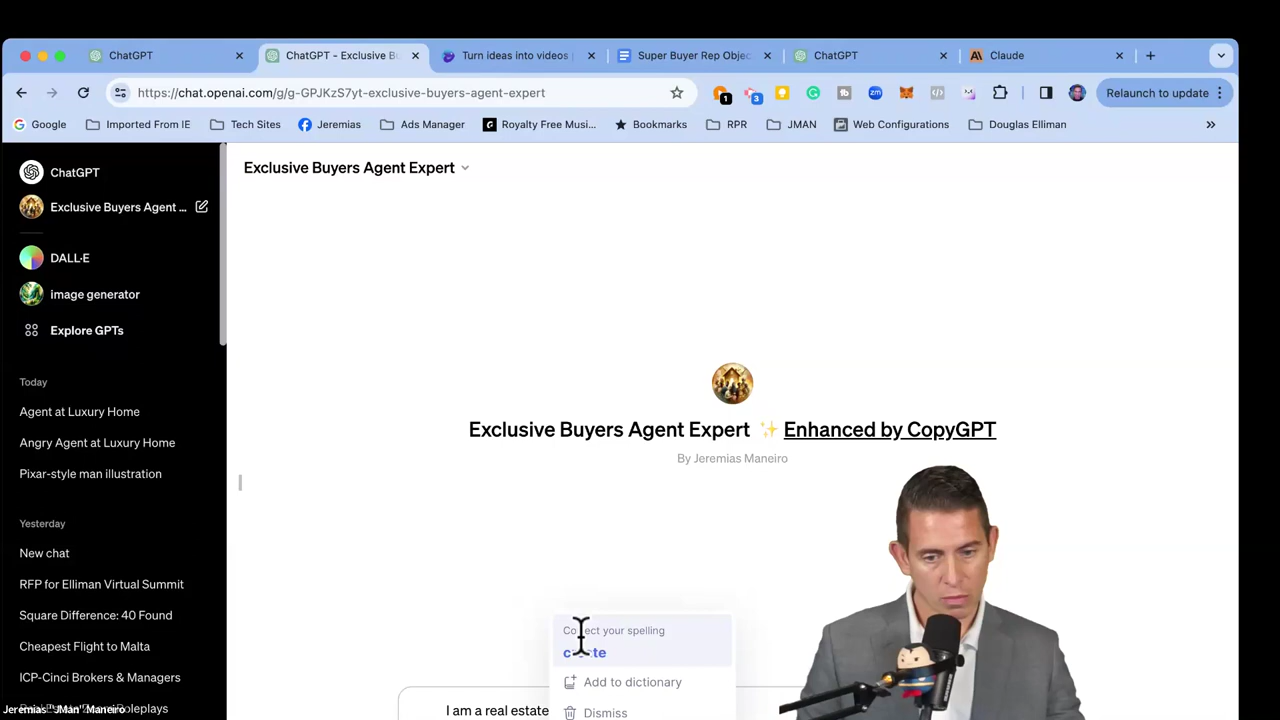 ChatGPT
ChatGPT - Exclusive B
Turn ideas into videos
Super Buyer Rep Objec
ChatGPT
Claude
https://chat.openai.com/g/g-GPJKzS7yt-exclusive-buyers-agent-expert
1
3
Relaunch to update
Google
Imported From IE
Tech Sites
Jeremias
Ads Manager
Royalty Free Musi...
Bookmarks
RPR
JMAN
Web Configurations
Douglas Elliman
ChatGPT
Exclusive Buyers Agent ...
DALL·E
image generator
Explore GPTs
Today
Agent at Luxury Home
Angry Agent at Luxury Home
Pixar-style man illustration
Yesterday
New chat
RFP for Elliman Virtual Summit
Square Difference: 40 Found
Cheapest Flight to Malta
ICP-Cinci Brokers & Managers
Jeremias "JMan" Maneiro
Exclusive Buyers Agent Expert
Exclusive Buyers Agent Expert ✨ Enhanced by CopyGPT
By Jeremias Maneiro
Correct your spelling
create
Add to dictionary
Dismiss
I am a real estate